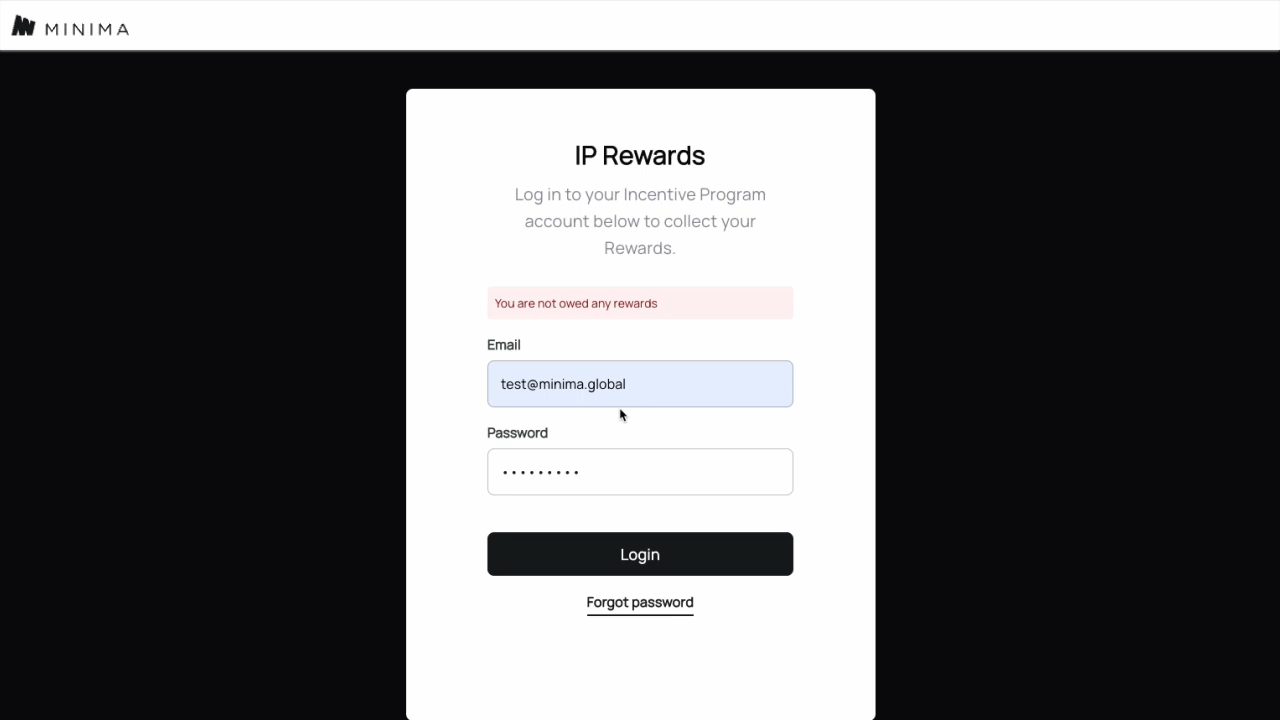 MINIMA
IP Rewards
Log in to your Incentive Program
account below to collect your
Rewards.
You are not owed any rewards
Email
test@minima.global
Password
•••••••••
Login
Forgot password